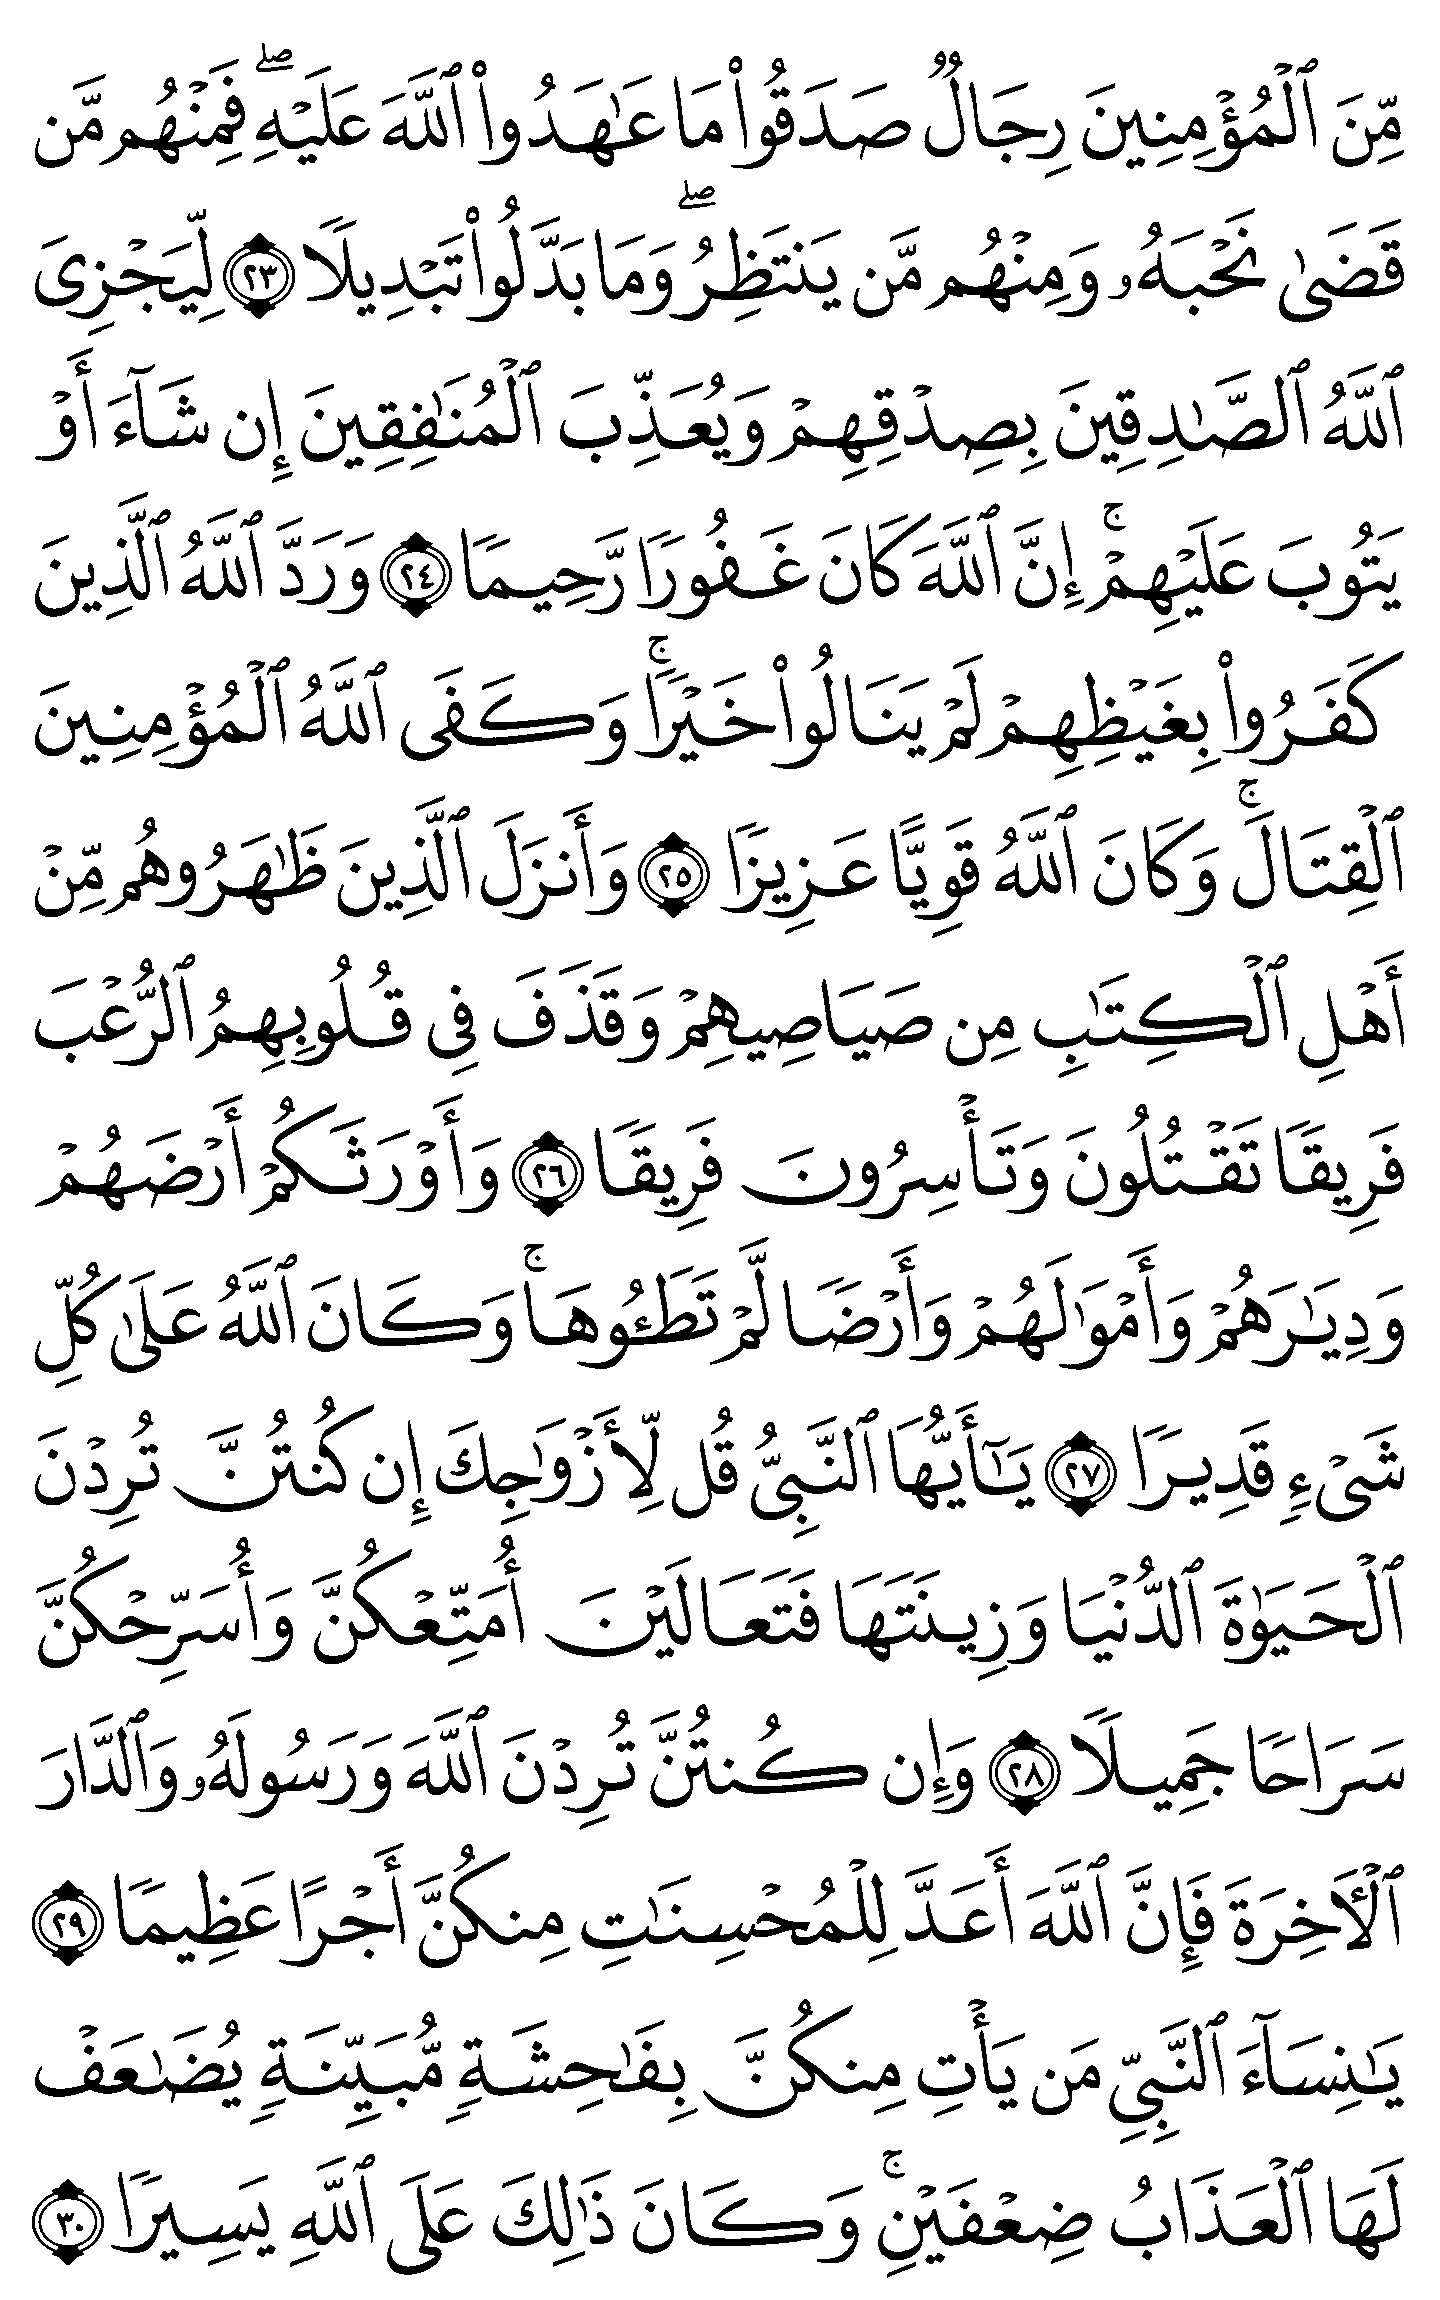 مِّنَ ٱلۡمُؤۡمِنِينَ رِجَالٞ صَدَقُواْ مَا عَٰهَدُواْ ٱللَّهَ عَلَيۡهِۖ فَمِنۡهُم مَّن
قَضَىٰ نَحۡبَهُۥ وَمِنۡهُم مَّن يَنتَظِرُۖ وَمَا بَدَّلُواْ تَبۡدِيلٗا ٢٣ لِّيَجۡزِيَ
ٱللَّهُ ٱلصَّٰدِقِينَ بِصِدۡقِهِمۡ وَيُعَذِّبَ ٱلۡمُنَٰفِقِينَ إِن شَآءَ أَوۡ
يَتُوبَ عَلَيۡهِمۡۚ إِنَّ ٱللَّهَ كَانَ غَفُورٗا رَّحِيمٗا ٢٤ وَرَدَّ ٱللَّهُ ٱلَّذِينَ
كَفَرُواْ بِغَيۡظِهِمۡ لَمۡ يَنَالُواْ خَيۡرٗاۚ وَكَفَى ٱللَّهُ ٱلۡمُؤۡمِنِينَ
ٱلۡقِتَالَۚ وَكَانَ ٱللَّهُ قَوِيًّا عَزِيزٗا ٢٥ وَأَنزَلَ ٱلَّذِينَ ظَٰهَرُوهُم مِّنۡ
أَهۡلِ ٱلۡكِتَٰبِ مِن صَيَاصِيهِمۡ وَقَذَفَ فِي قُلُوبِهِمُ ٱلرُّعۡبَ
فَرِيقٗا تَقۡتُلُونَ وَتَأۡسِرُونَ فَرِيقٗا ٢٦ وَأَوۡرَثَكُمۡ أَرۡضَهُمۡ
وَدِيَٰرَهُمۡ وَأَمۡوَٰلَهُمۡ وَأَرۡضٗا لَّمۡ تَطَـُٔوهَاۚ وَكَانَ ٱللَّهُ عَلَىٰ كُلِّ
شَيۡءٖ قَدِيرٗا ٢٧ يَٰٓأَيُّهَا ٱلنَّبِيُّ قُل لِّأَزۡوَٰجِكَ إِن كُنتُنَّ تُرِدۡنَ
ٱلۡحَيَوٰةَ ٱلدُّنۡيَا وَزِينَتَهَا فَتَعَالَيۡنَ أُمَتِّعۡكُنَّ وَأُسَرِّحۡكُنَّ
سَرَاحٗا جَمِيلٗا ٢٨ وَإِن كُنتُنَّ تُرِدۡنَ ٱللَّهَ وَرَسُولَهُۥ وَٱلدَّارَ
ٱلۡأٓخِرَةَ فَإِنَّ ٱللَّهَ أَعَدَّ لِلۡمُحۡسِنَٰتِ مِنكُنَّ أَجۡرًا عَظِيمٗا ٢٩
يَٰنِسَآءَ ٱلنَّبِيِّ مَن يَأۡتِ مِنكُنَّ بِفَٰحِشَةٖ مُّبَيِّنَةٖ يُضَٰعَفۡ
لَهَا ٱلۡعَذَابُ ضِعۡفَيۡنِۚ وَكَانَ ذَٰلِكَ عَلَى ٱللَّهِ يَسِيرٗا ٣٠